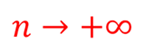 n → +∞